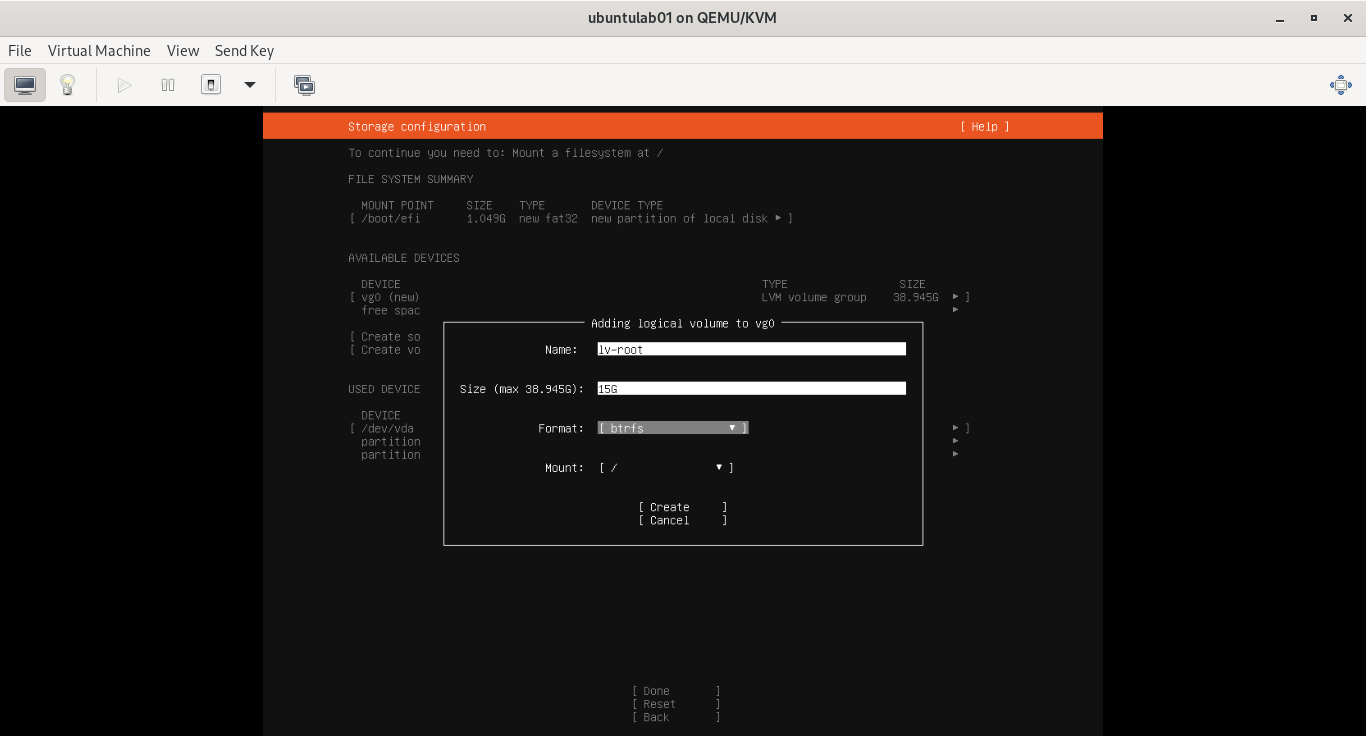 ubuntulab01 on QEMU/KVM
File Virtual Machine View Send Key
Storage configuration [ Help ]
To continue you need to: Mount a filesystem at /
FILE SYSTEM SUMMARY
MOUNT POINT SIZE TYPE DEVICE TYPE
[ /boot/efi 1.049G new fat32 new partition of local disk ▸ ]
AVAILABLE DEVICES
DEVICE TYPE SIZE
[ vg0 (new) LVM volume group 38.945G ▸ ]
free spac ▸
Adding logical volume to vg0
[ Create so
[ Create vo
Name: lv-root
USED DEVICE
Size (max 38.945G): 15G
DEVICE
[ /dev/vda ▸ ]
Format: [ btrfs ▾ ]
partition ▸
partition ▸
Mount: [ / ▾ ]
[ Create ]
[ Cancel ]
[ Done ]
[ Reset ]
[ Back ]